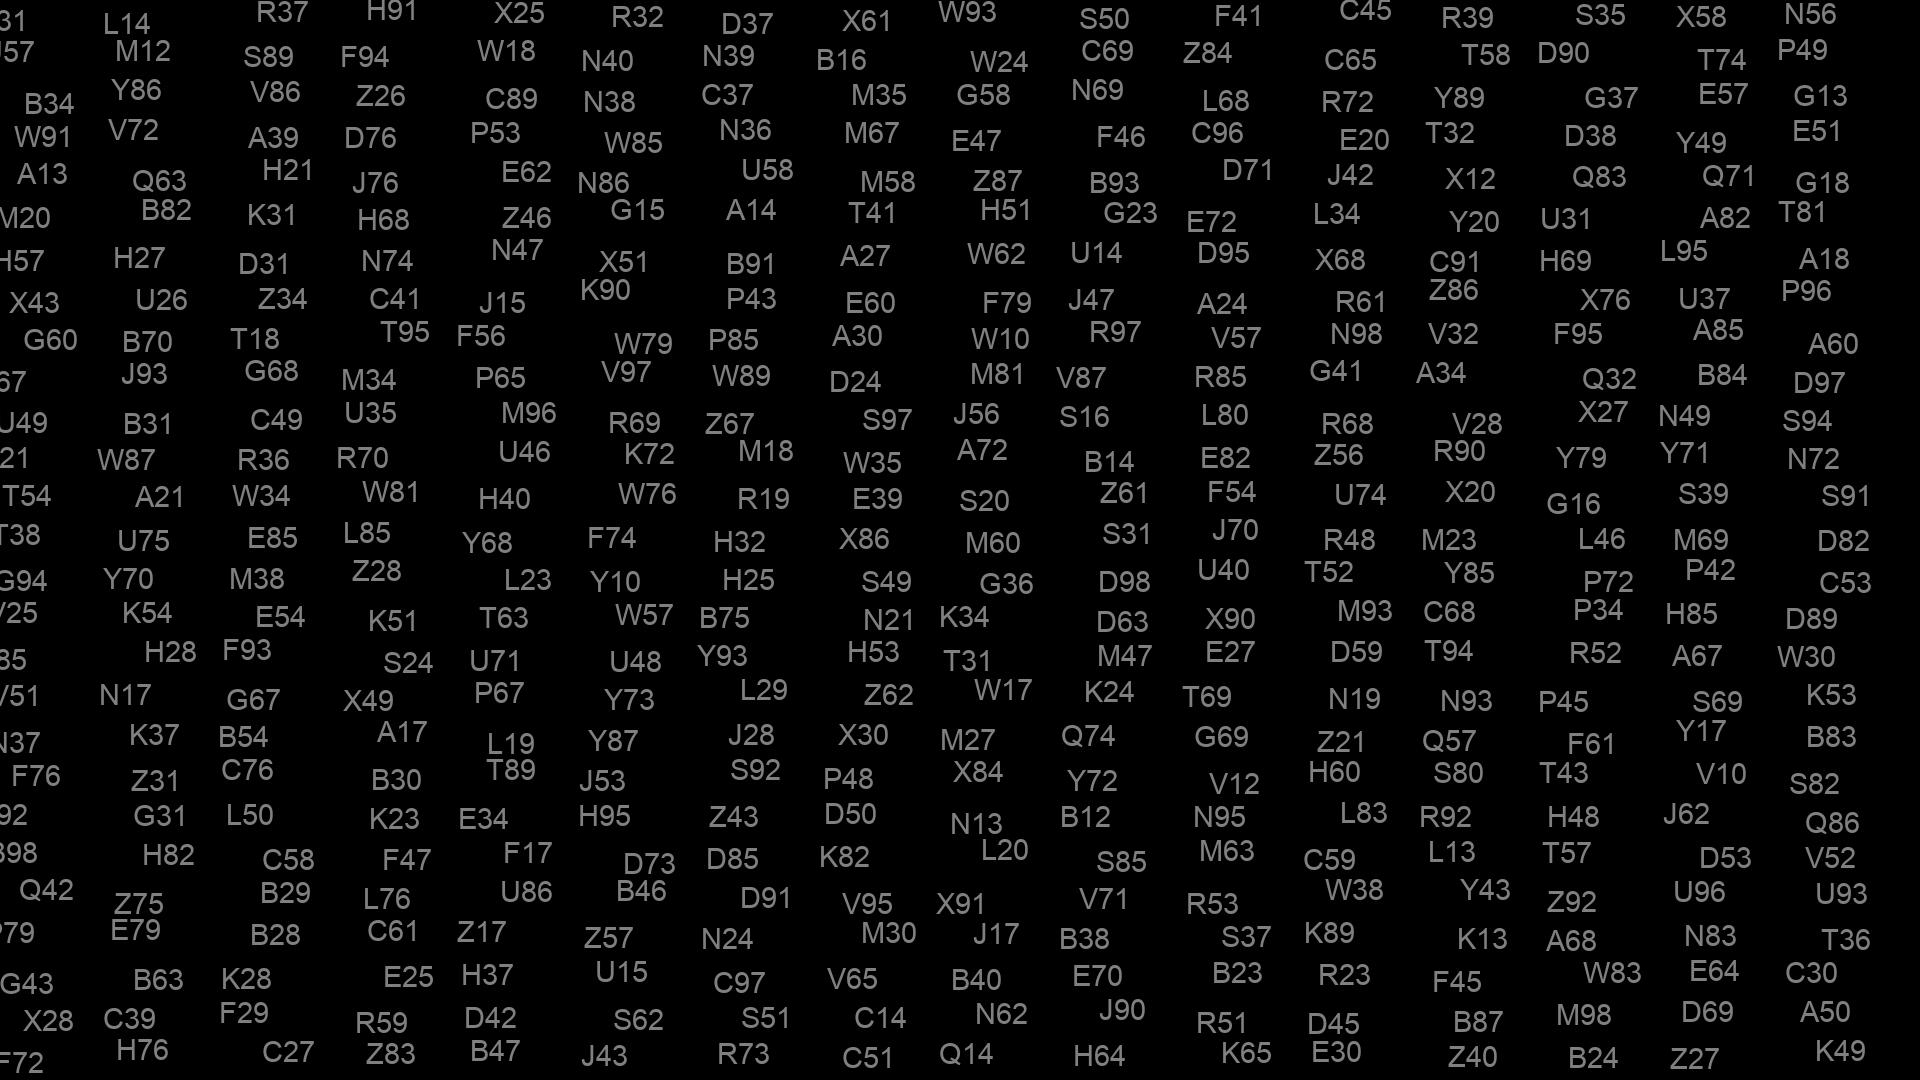 31 L14 R37 H91 X25 R32 D37 X61 W93 S50 F41 C45 R39 S35 X58 N56
57 M12 S89 F94 W18 N40 N39 B16 W24 C69 Z84 C65 T58 D90 T74 P49
B34 Y86 V86 Z26 C89 N38 C37 M35 G58 N69 L68 R72 Y89 G37 E57 G13
W91 V72 A39 D76 P53 W85 N36 M67 E47 F46 C96 E20 T32 D38 Y49 E51
A13 Q63 H21 J76 E62 N86 U58 M58 Z87 B93 D71 J42 X12 Q83 Q71 G18
M20 B82 K31 H68 Z46 G15 A14 T41 H51 G23 E72 L34 Y20 U31 A82 T81
H57 H27 D31 N74 N47 X51 B91 A27 W62 U14 D95 X68 C91 H69 L95 A18
X43 U26 Z34 C41 J15 K90 P43 E60 F79 J47 A24 R61 Z86 X76 U37 P96
G60 B70 T18 T95 F56 W79 P85 A30 W10 R97 V57 N98 V32 F95 A85 A60
67 J93 G68 M34 P65 V97 W89 D24 M81 V87 R85 G41 A34 Q32 B84 D97
U49 B31 C49 U35 M96 R69 Z67 S97 J56 S16 L80 R68 V28 X27 N49 S94
21 W87 R36 R70 U46 K72 M18 W35 A72 B14 E82 Z56 R90 Y79 Y71 N72
T54 A21 W34 W81 H40 W76 R19 E39 S20 Z61 F54 U74 X20 G16 S39 S91
T38 U75 E85 L85 Y68 F74 H32 X86 M60 S31 J70 R48 M23 L46 M69 D82
G94 Y70 M38 Z28 L23 Y10 H25 S49 G36 D98 U40 T52 Y85 P72 P42 C53
V25 K54 E54 K51 T63 W57 B75 N21 K34 D63 X90 M93 C68 P34 H85 D89
85 H28 F93 S24 U71 U48 Y93 H53 T31 M47 E27 D59 T94 R52 A67 W30
V51 N17 G67 X49 P67 Y73 L29 Z62 W17 K24 T69 N19 N93 P45 S69 K53
N37 K37 B54 A17 L19 Y87 J28 X30 M27 Q74 G69 Z21 Q57 F61 Y17 B83
F76 Z31 C76 B30 T89 J53 S92 P48 X84 Y72 V12 H60 S80 T43 V10 S82
92 G31 L50 K23 E34 H95 Z43 D50 N13 B12 N95 L83 R92 H48 J62 Q86
98 H82 C58 F47 F17 D73 D85 K82 L20 S85 M63 C59 L13 T57 D53 V52
Q42 Z75 B29 L76 U86 B46 D91 V95 X91 V71 R53 W38 Y43 Z92 U96 U93
79 E79 B28 C61 Z17 Z57 N24 M30 J17 B38 S37 K89 K13 A68 N83 T36
G43 B63 K28 E25 H37 U15 C97 V65 B40 E70 B23 R23 F45 W83 E64 C30
X28 C39 F29 R59 D42 S62 S51 C14 N62 J90 R51 D45 B87 M98 D69 A50
F72 H76 C27 Z83 B47 J43 R73 C51 Q14 H64 K65 E30 Z40 B24 Z27 K49